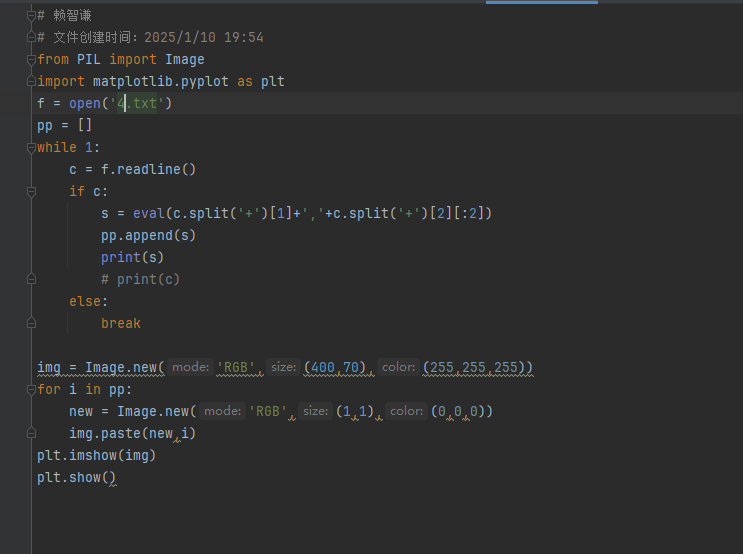 # 赖智谦
# 文件创建时间：2025/1/10 19:54
from PIL import Image
import matplotlib.pyplot as plt
f = open('4.txt')
pp = []
while 1:
    c = f.readline()
    if c:
        s = eval(c.split('+')[1]+','+c.split('+')[2][:2])
        pp.append(s)
        print(s)
        # print(c)
    else:
        break
img = Image.new( mode: 'RGB', size: (400,70), color: (255,255,255))
for i in pp:
    new = Image.new( mode: 'RGB', size: (1,1), color: (0,0,0))
    img.paste(new,i)
plt.imshow(img)
plt.show()